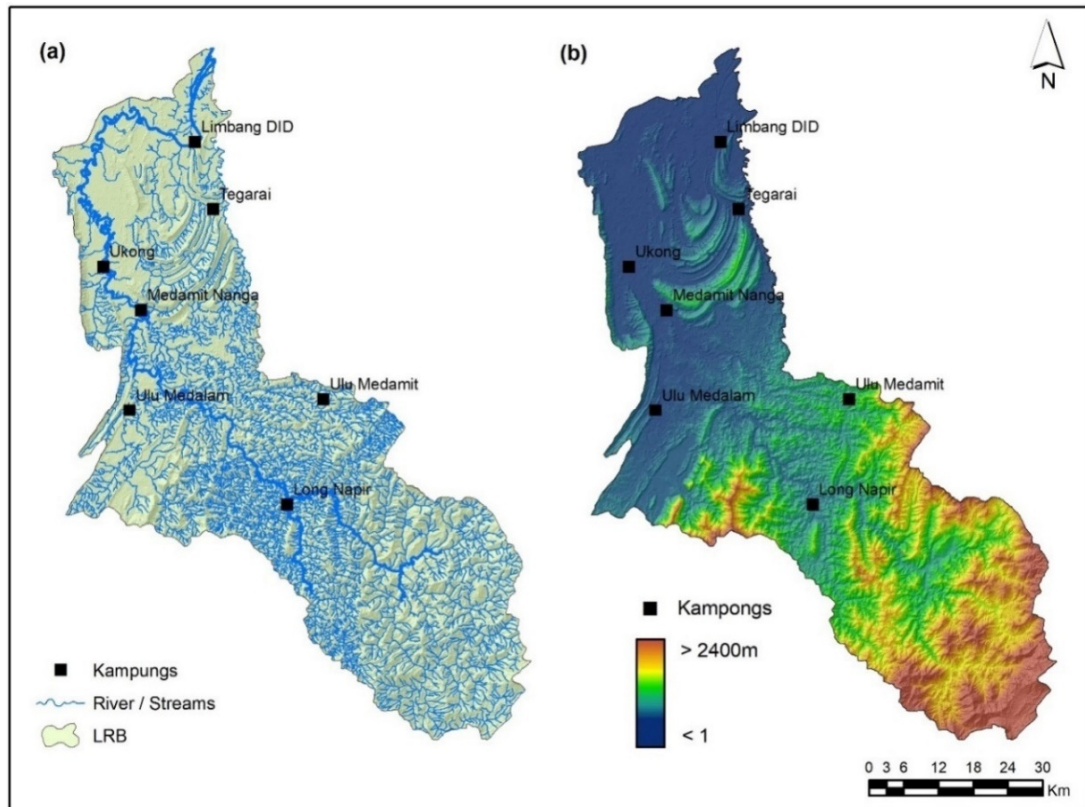 (a)
Limbang DID
Tegarai
Ukong
Medamit Nanga
Ulu Medamit
Ulu Medalam
Long Napir
Kampungs
River / Streams
LRB
(b)
N
Limbang DID
Tegarai
Ukong
Medamit Nanga
Ulu Medamit
Ulu Medalam
Long Napir
Kampongs
> 2400m
< 1
0 3 6 12 18 24 30
Km